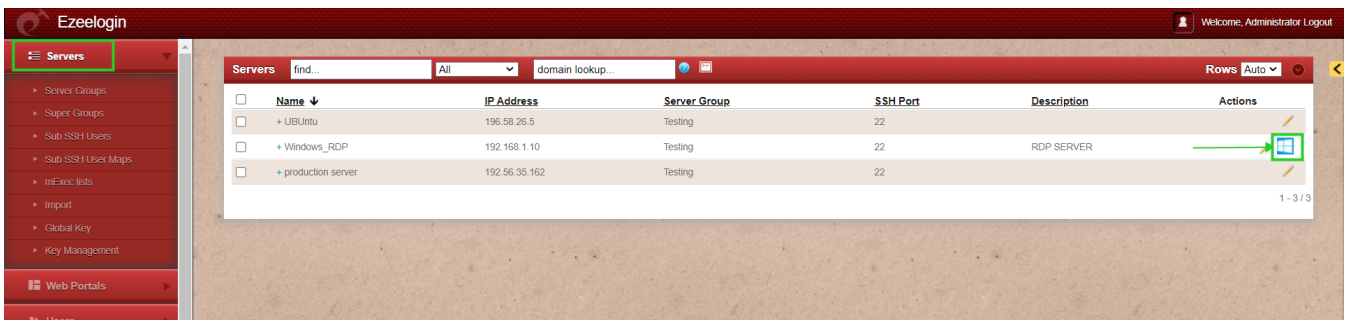 Ezeelogin
Welcome, Administrator Logout
Servers
Server Groups
Super Groups
Sub SSH Users
Sub SSH User Maps
mExec lists
Import
Global Key
Key Management
Web Portals
Users
Servers find... All domain lookup... Rows Auto
Name IP Address Server Group SSH Port Description Actions
+ UBUntu 196.58.26.5 Testing 22
+ Windows_RDP 192.168.1.10 Testing 22 RDP SERVER
+ production server 192.56.35.162 Testing 22
1 - 3 / 3